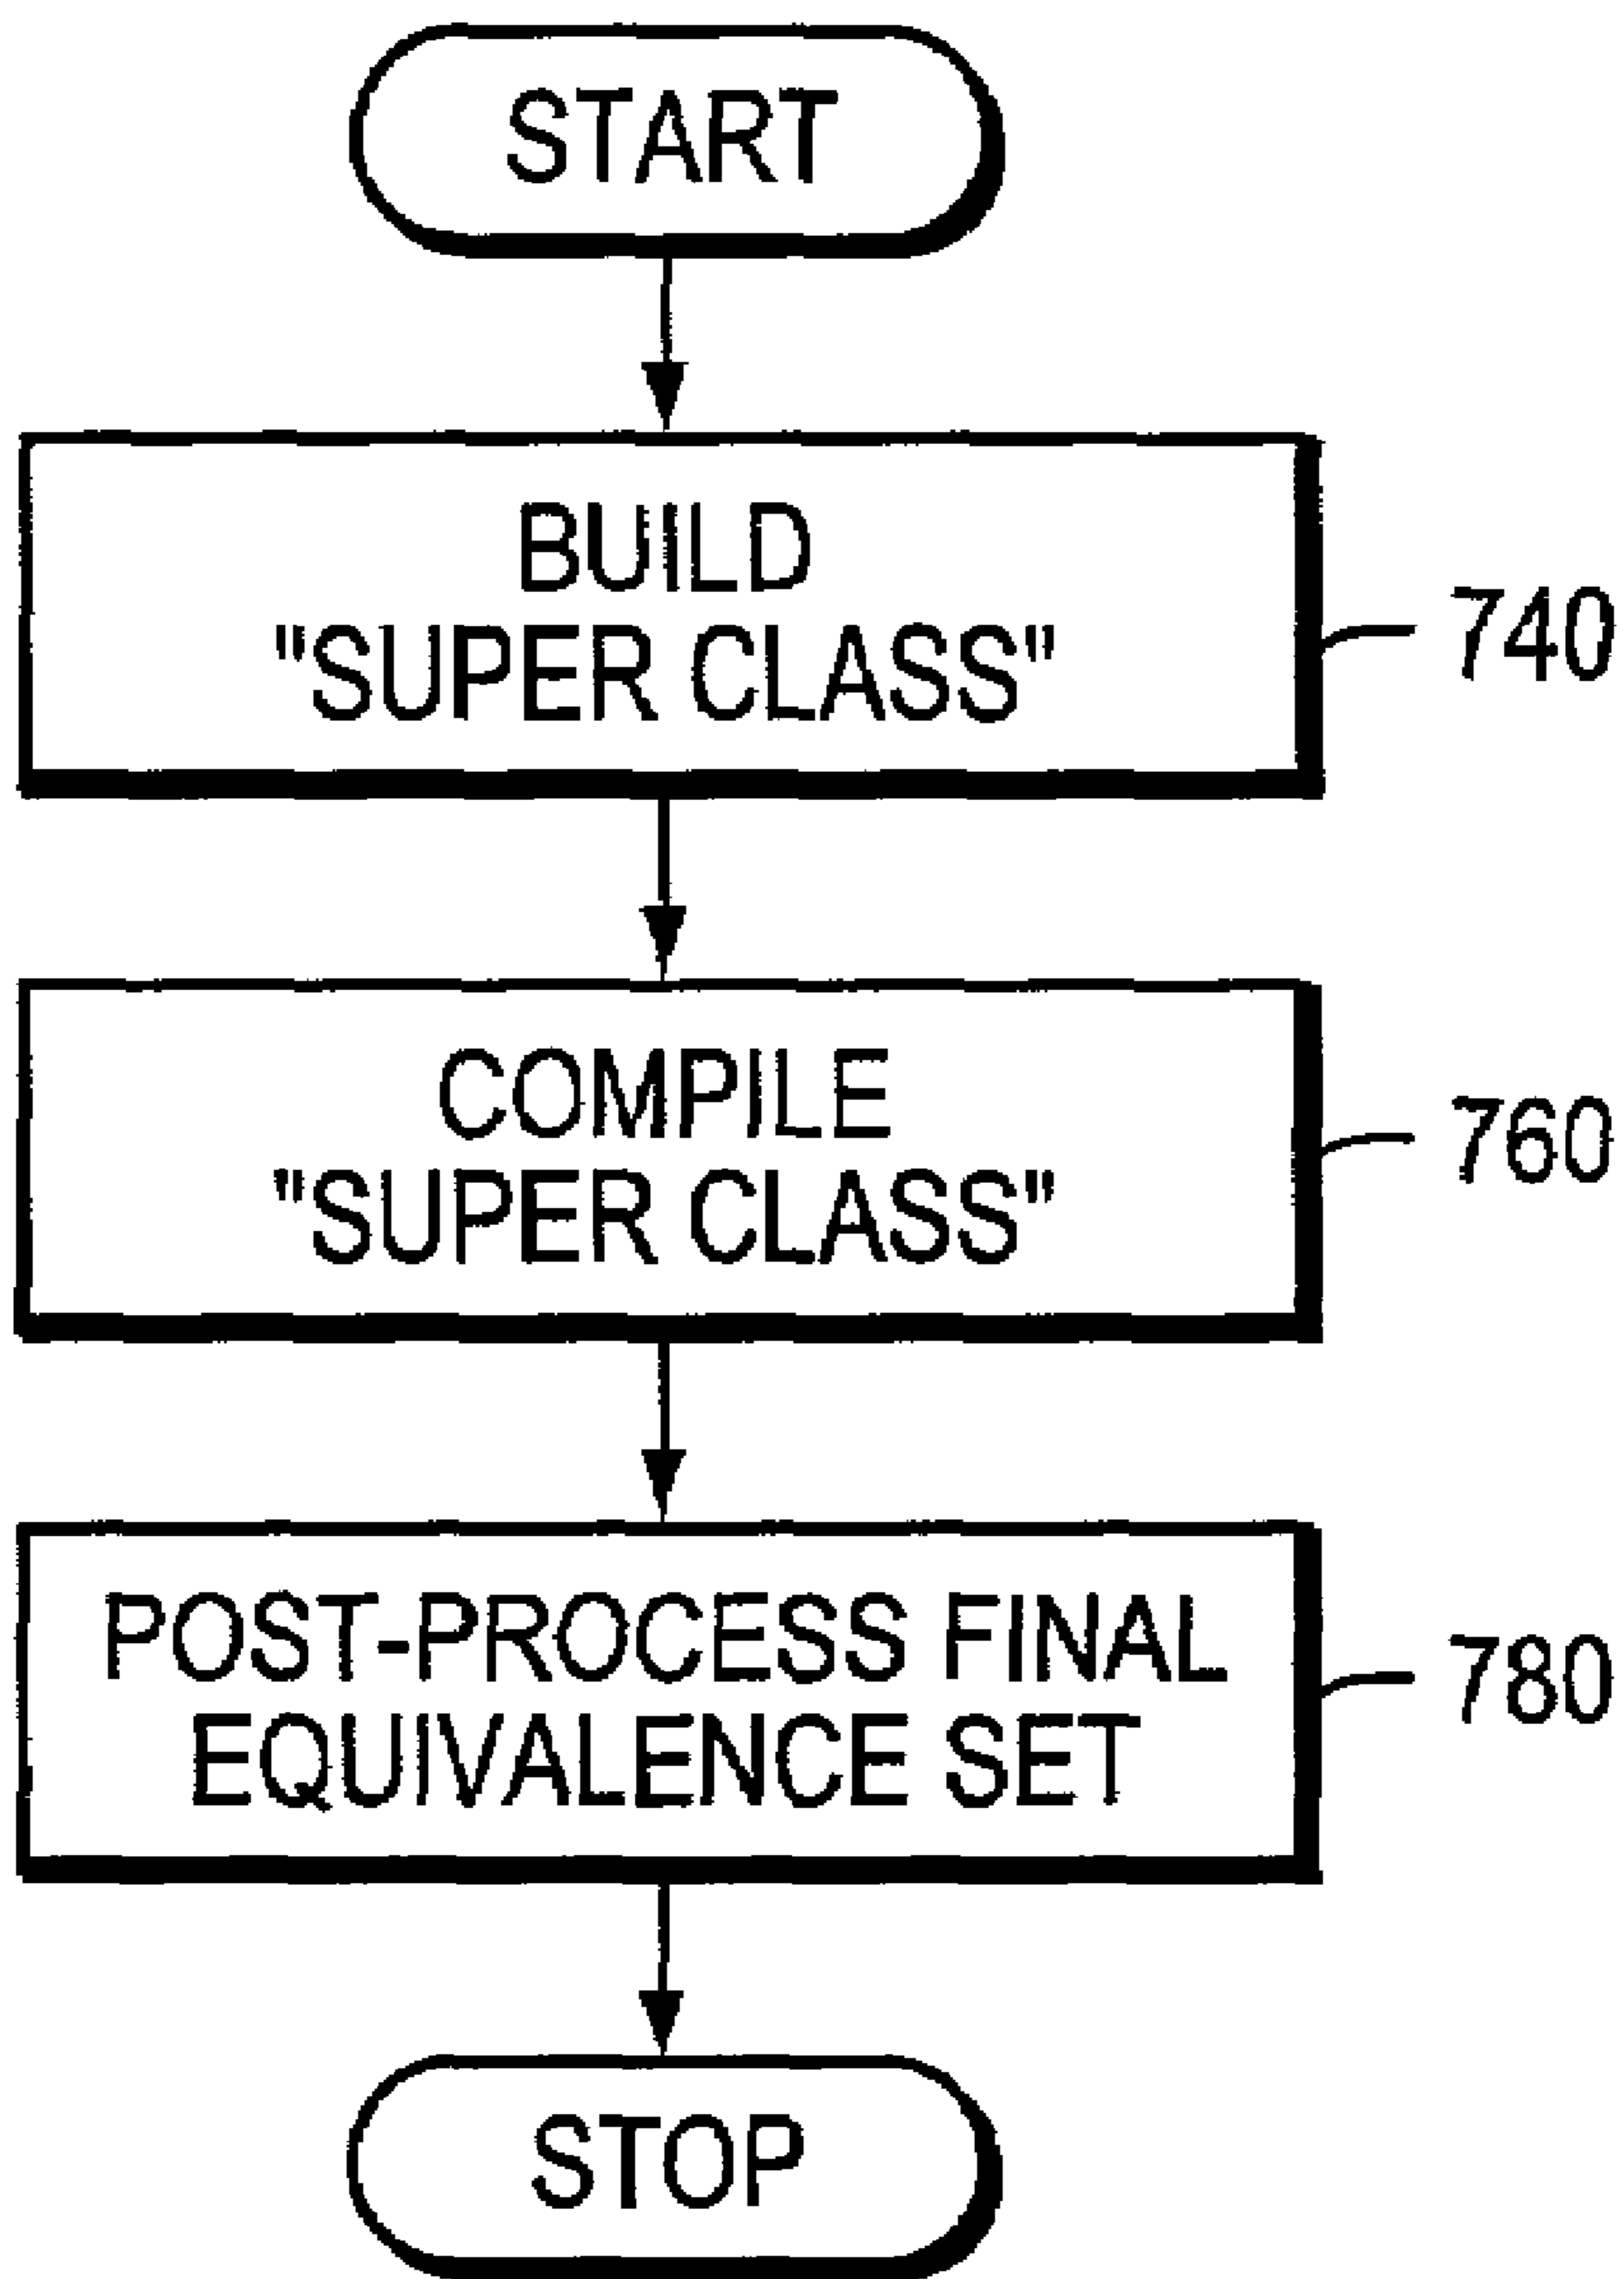 START
BUILD
"SUPER CLASS"
740
COMPILE
"SUPER CLASS"
760
POST-PROCESS FINAL
EQUIVALENCE SET
780
STOP